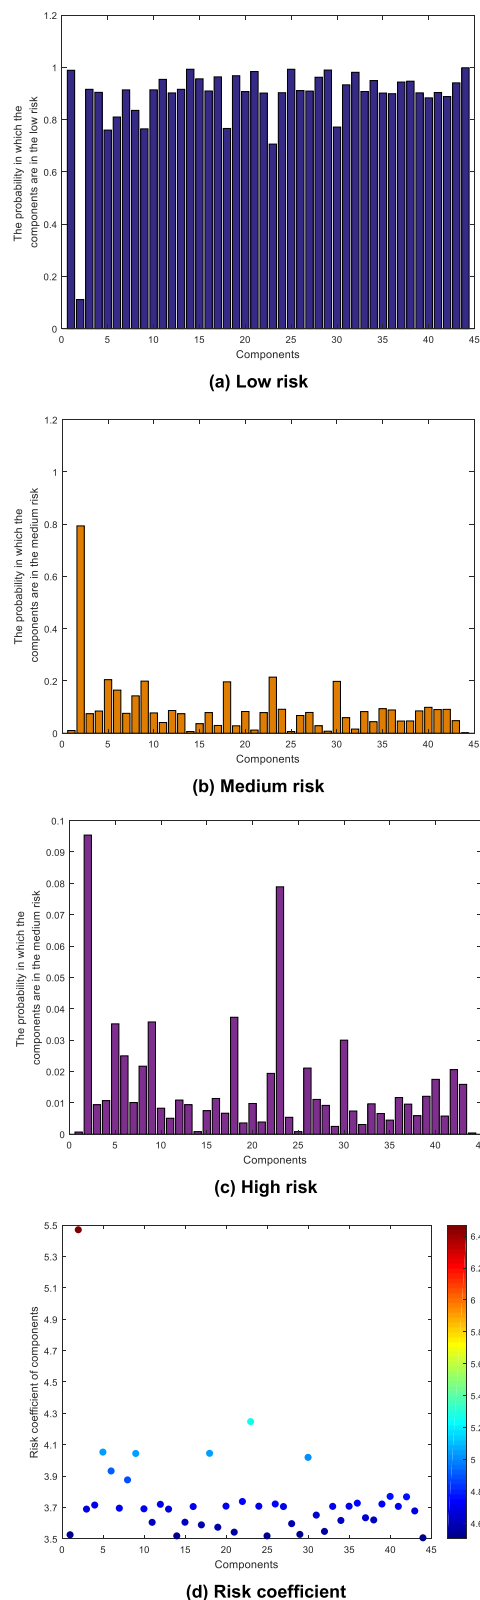 1.2
1
0.8
0.6
0.4
0.2
0
The probability in which the
components are in the low risk
0 5 10 15 20 25 30 35 40 45
Components
(a) Low risk
1.2
1
0.8
0.6
0.4
0.2
0
The probability in which the
components are in the medium risk
0 5 10 15 20 25 30 35 40 45
Components
(b) Medium risk
0.1
0.09
0.08
0.07
0.06
0.05
0.04
0.03
0.02
0.01
0
The probability in which the
components are in the medium risk
0 5 10 15 20 25 30 35 40
Components
(c) High risk
5.5
5.3
5.1
4.9
4.7
4.5
4.3
4.1
3.9
3.7
3.5
Risk coefficient of components
0 5 10 15 20 25 30 35 40 45
Components
6.4
6.2
6
5.8
5.6
5.4
5.2
5
4.8
4.6
(d) Risk coefficient